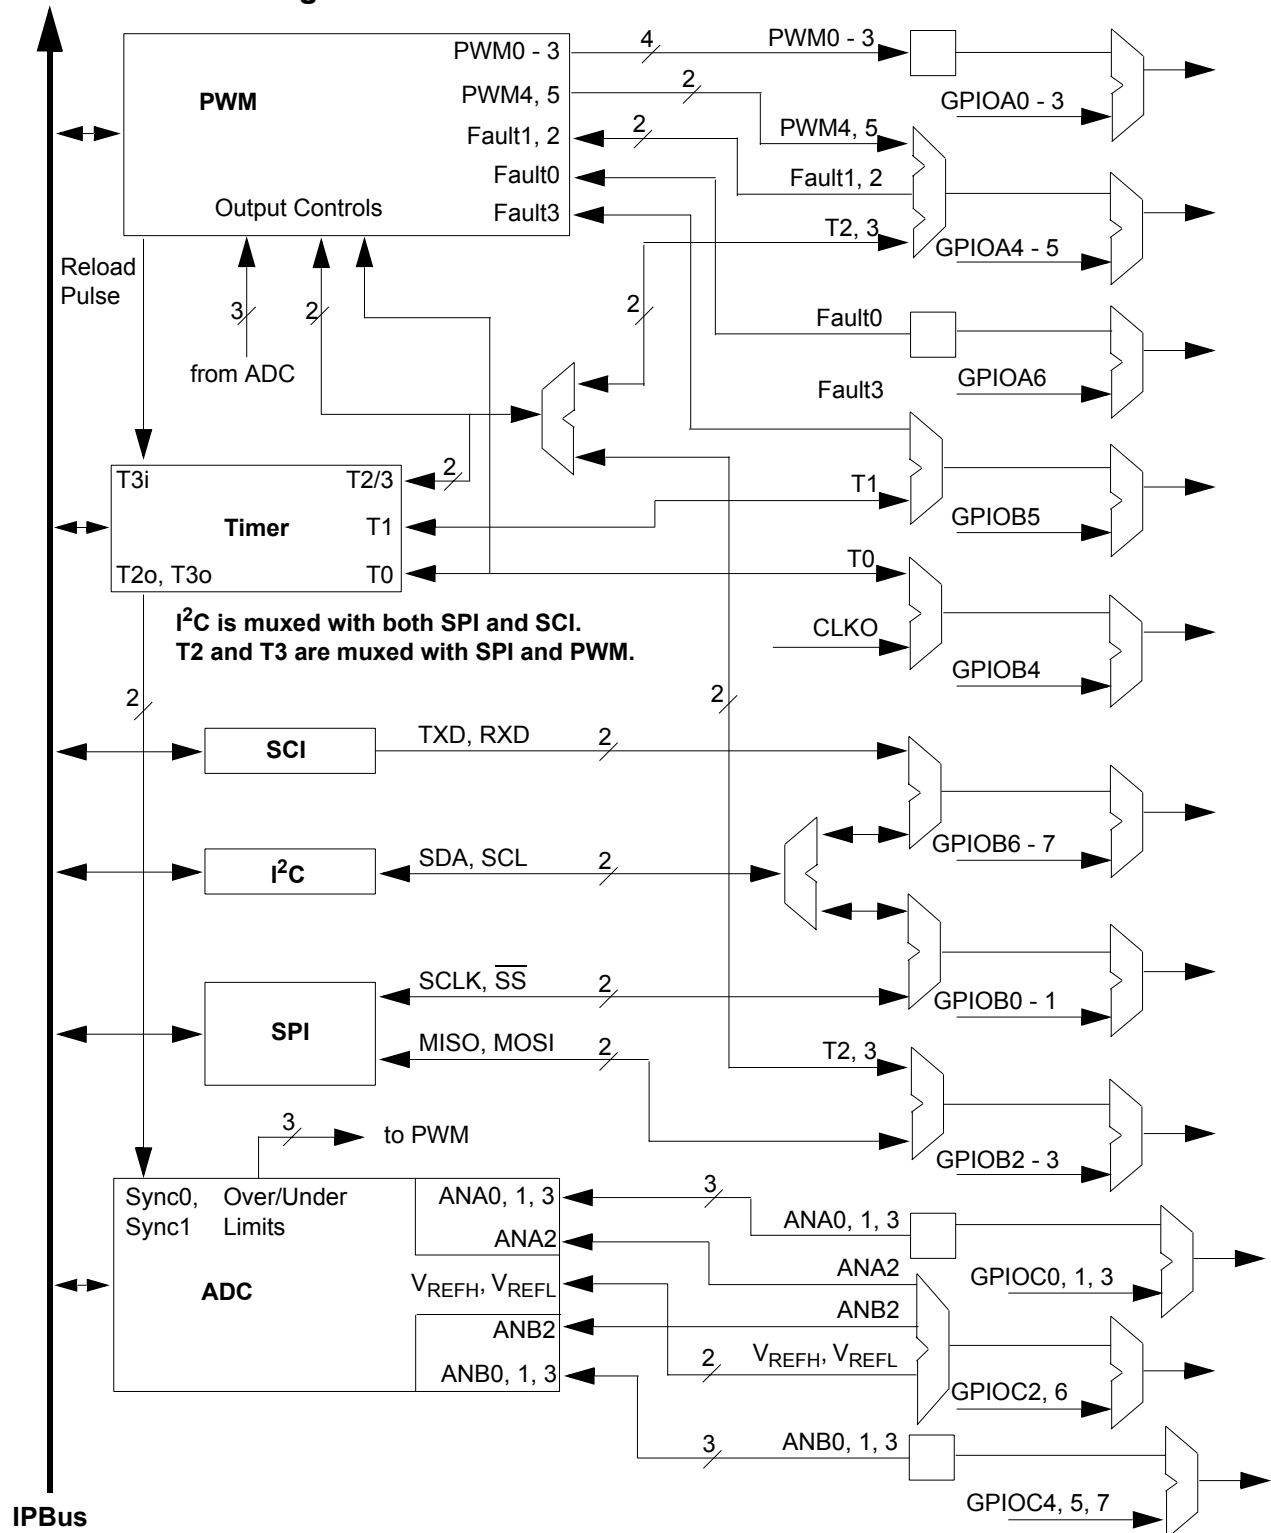 PWM0 - 3
4
PWM0 - 3
PWM
PWM4, 5
2
GPIOA0 - 3
Fault1, 2
2
PWM4, 5
Fault0
Fault1, 2
Output Controls
Fault3
T2, 3
GPIOA4 - 5
Reload
Pulse
3
2
2
Fault0
from ADC
GPIOA6
Fault3
T3i
T2/3
2
T1
Timer
T1
GPIOB5
T2o, T3o
T0
T0
I²C is muxed with both SPI and SCI.
T2 and T3 are muxed with SPI and PWM.
CLKO
GPIOB4
2
2
SCI
TXD, RXD
2
I²C
SDA, SCL
2
GPIOB6 - 7
SCLK, S̅S̅
2
GPIOB0 - 1
SPI
MISO, MOSI
2
T2, 3
3
to PWM
GPIOB2 - 3
Sync0,
Sync1
Over/Under
Limits
ANA0, 1, 3
3
ANA0, 1, 3
ANA2
ANA2
GPIOC0, 1, 3
ADC
VREFH, VREFL
ANB2
ANB2
2
VREFH, VREFL
ANB0, 1, 3
GPIOC2, 6
3
ANB0, 1, 3
GPIOC4, 5, 7
IPBus